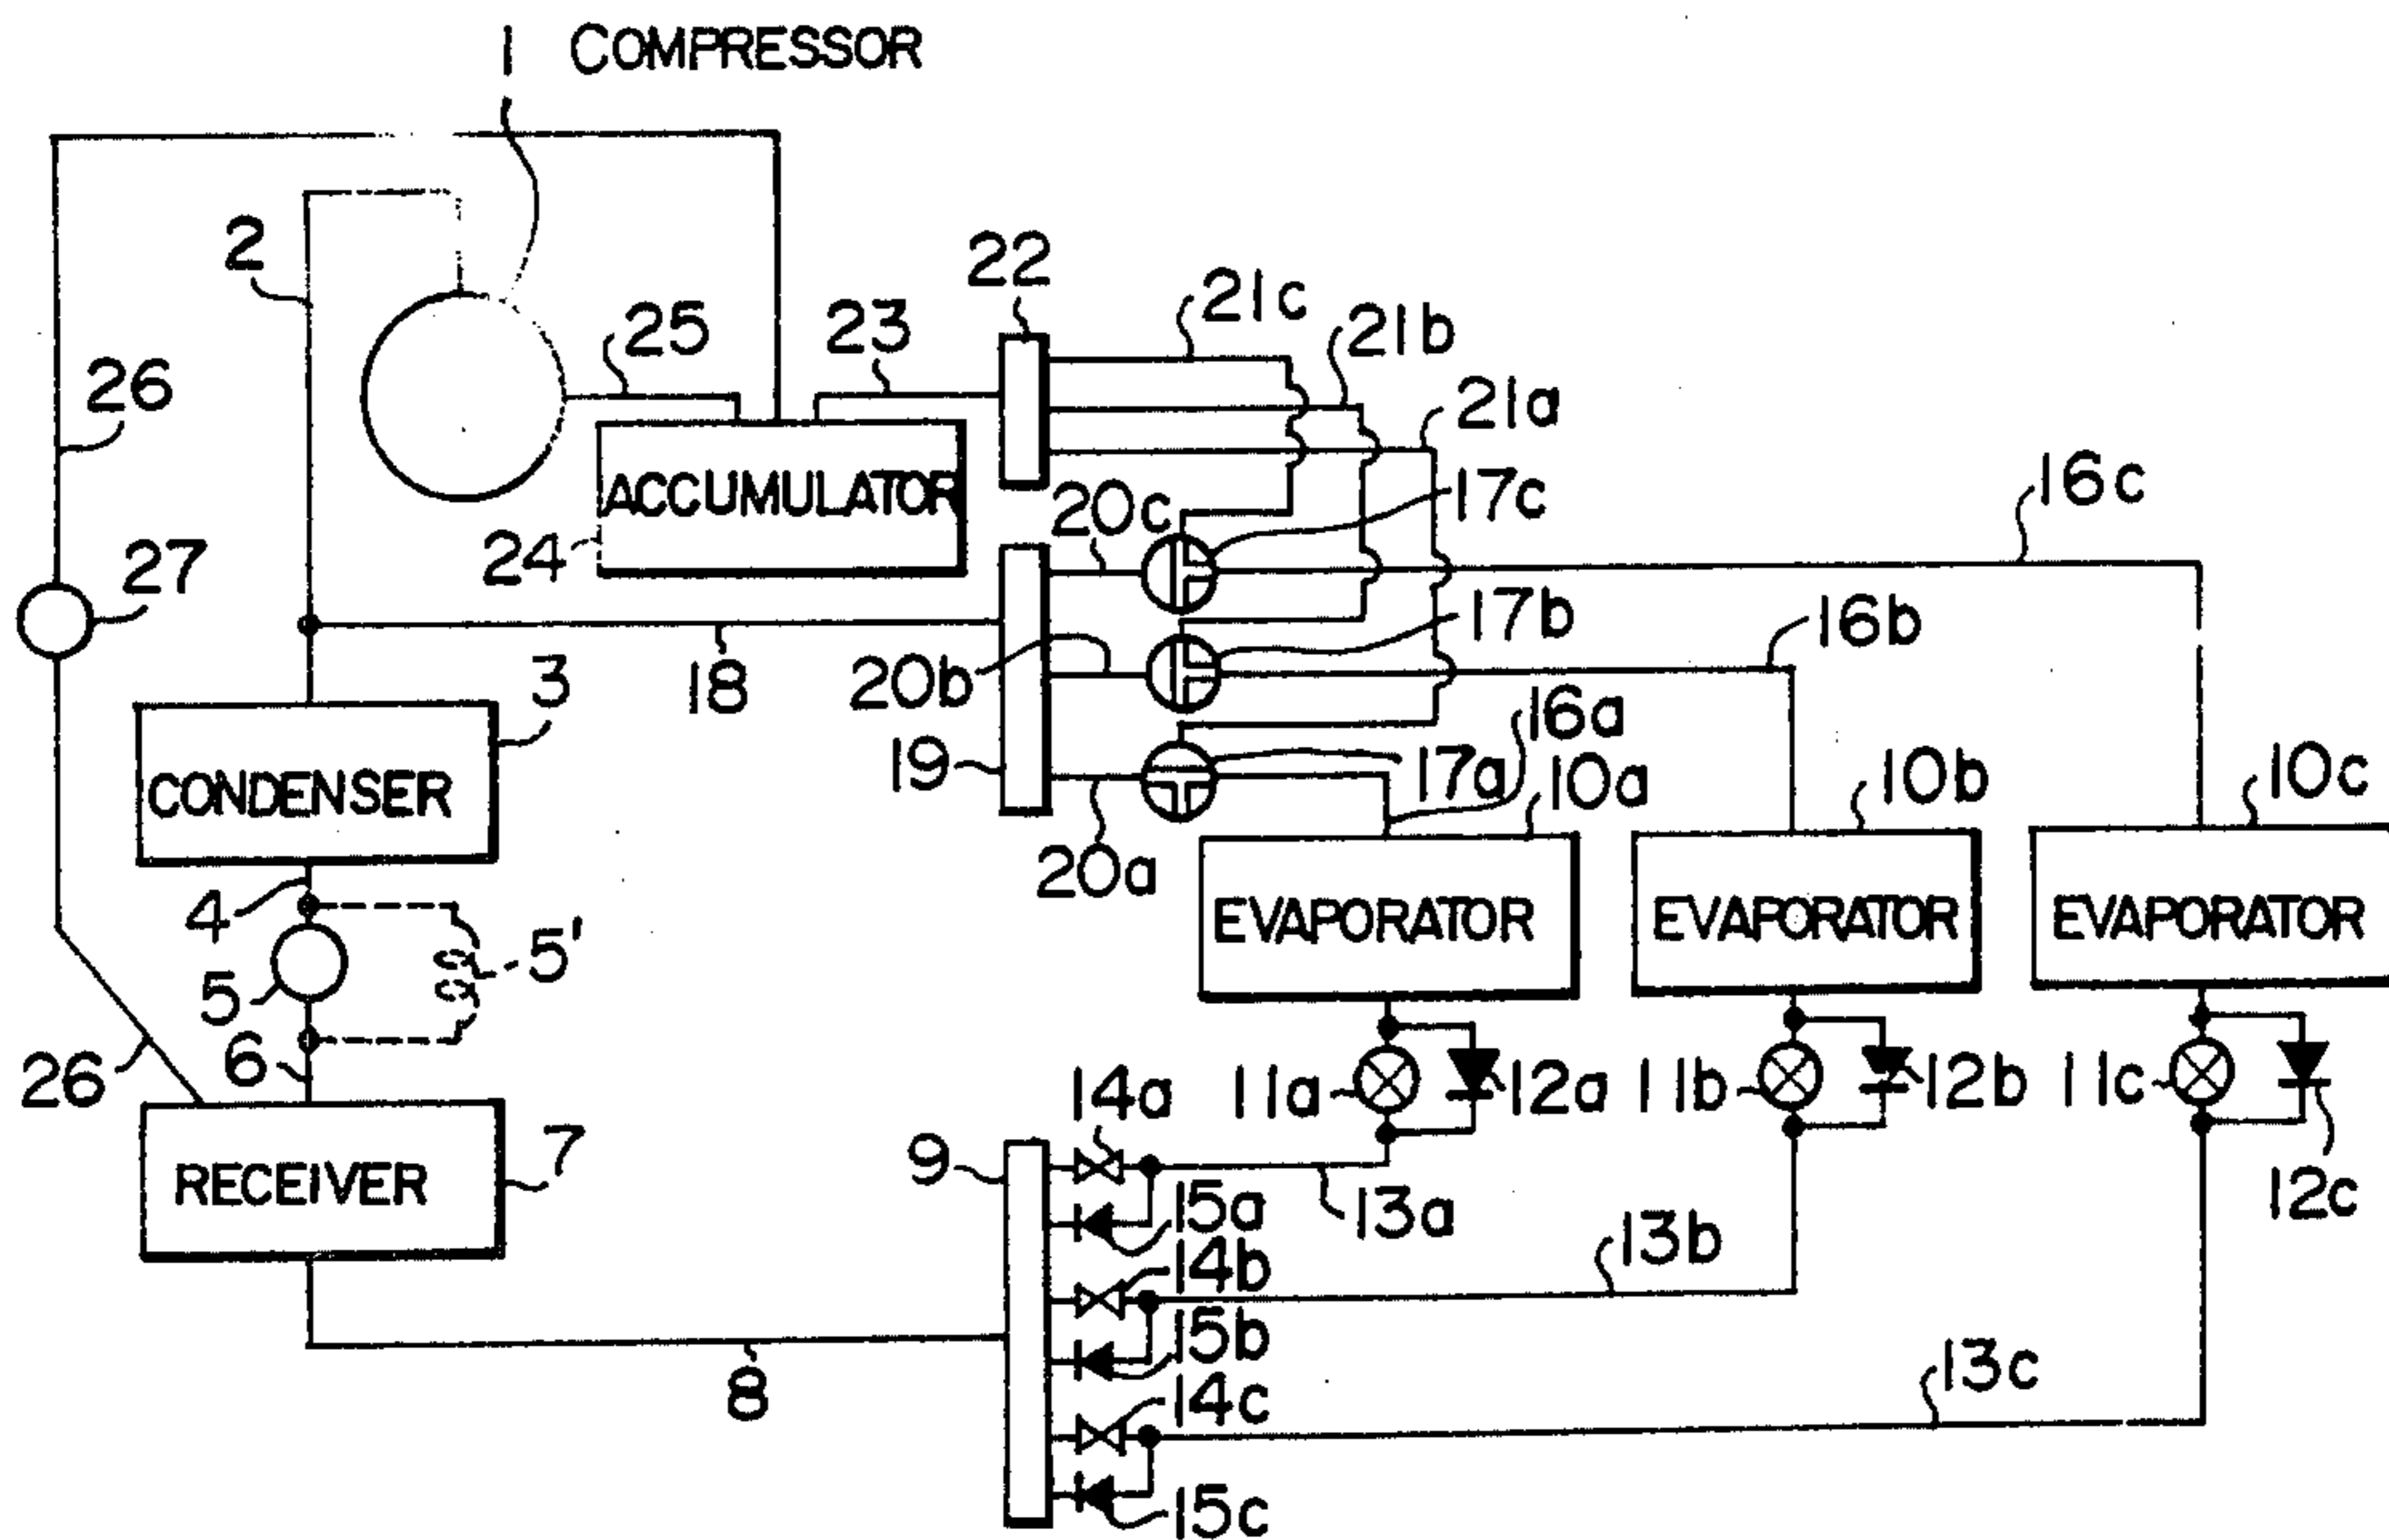 1 COMPRESSOR
2
22
21c
25
23
21b
26
21a
ACCUMULATOR
20c
17c
16c
24
27
17b
16b
3
18
20b
16a
19
17a
10a
10b
10c
CONDENSER
20a
4
5'
EVAPORATOR
EVAPORATOR
EVAPORATOR
5
26
6
14a
11a
12a
11b
12b
11c
9
7
RECEIVER
15a
13a
12c
14b
13b
15b
8
14c
13c
15c